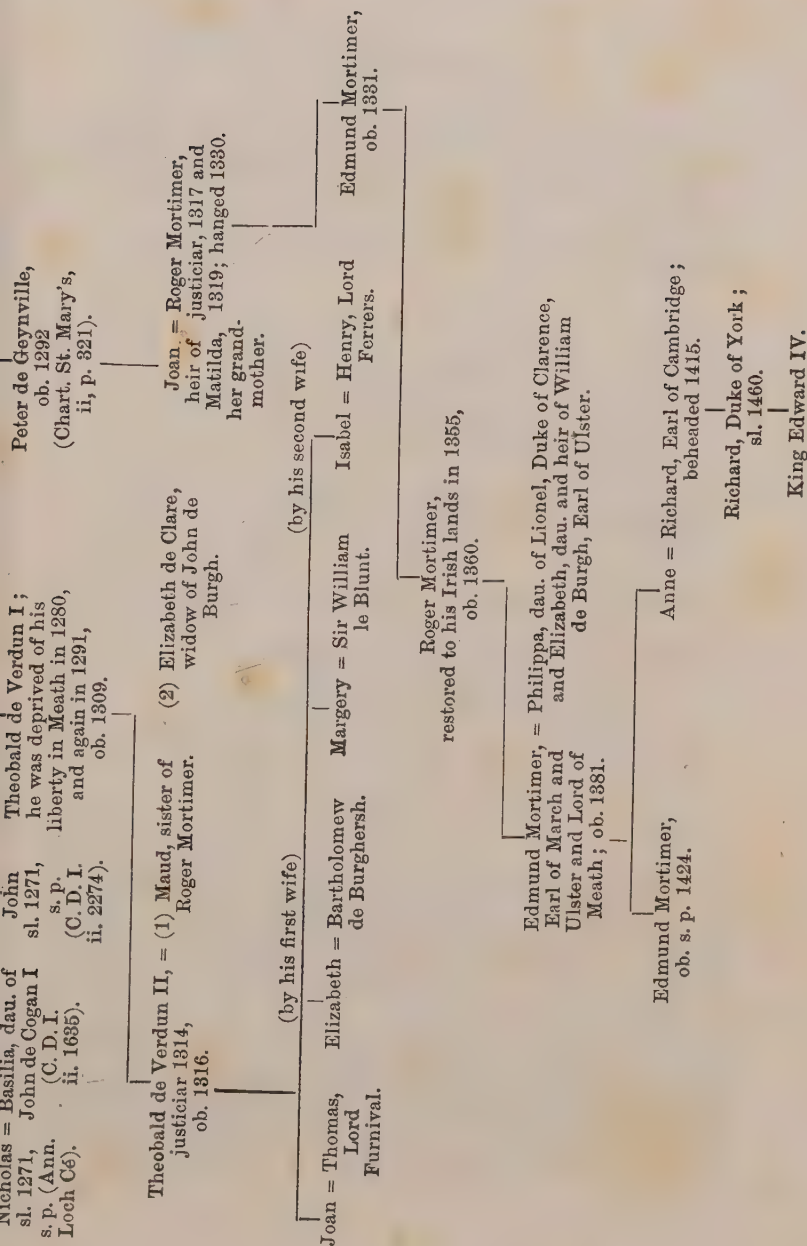 Nicholas = Basilia, dau. of
sl. 1271, John de Cogan I
s. p. (Ann. (C. D. I.
Loch Cé). ii. 1635).
John
sl. 1271,
s. p.
(C. D. I.
ii. 2274).
Theobald de Verdun I ;
he was deprived of his
liberty in Meath in 1280,
and again in 1291,
ob. 1309.
Peter de Geynville,
ob. 1292
(Chart. St. Mary's,
ii, p. 321).
Theobald de Verdun II, = (1) Maud, sister of
justiciar 1314, Roger Mortimer.
ob. 1316.
(2) Elizabeth de Clare,
widow of John de
Burgh.
Joan = Roger Mortimer,
heir of justiciar, 1317 and
Matilda, 1319; hanged 1330.
her grand-
mother.
(by his first wife)
(by his second wife)
Joan = Thomas,
Lord
Furnival.
Elizabeth = Bartholomew
de Burghersh.
Margery = Sir William
le Blunt.
Isabel = Henry, Lord
Ferrers.
Edmund Mortimer,
ob. 1331.
Roger Mortimer,
restored to his Irish lands in 1355,
ob. 1360.
Edmund Mortimer, = Philippa, dau. of Lionel, Duke of Clarence,
Earl of March and and Elizabeth, dau. and heir of William
Ulster and Lord of de Burgh, Earl of Ulster.
Meath ; ob. 1381.
Edmund Mortimer,
ob. s. p. 1424.
Anne = Richard, Earl of Cambridge ;
beheaded 1415.
Richard, Duke of York ;
sl. 1460.
King Edward IV.